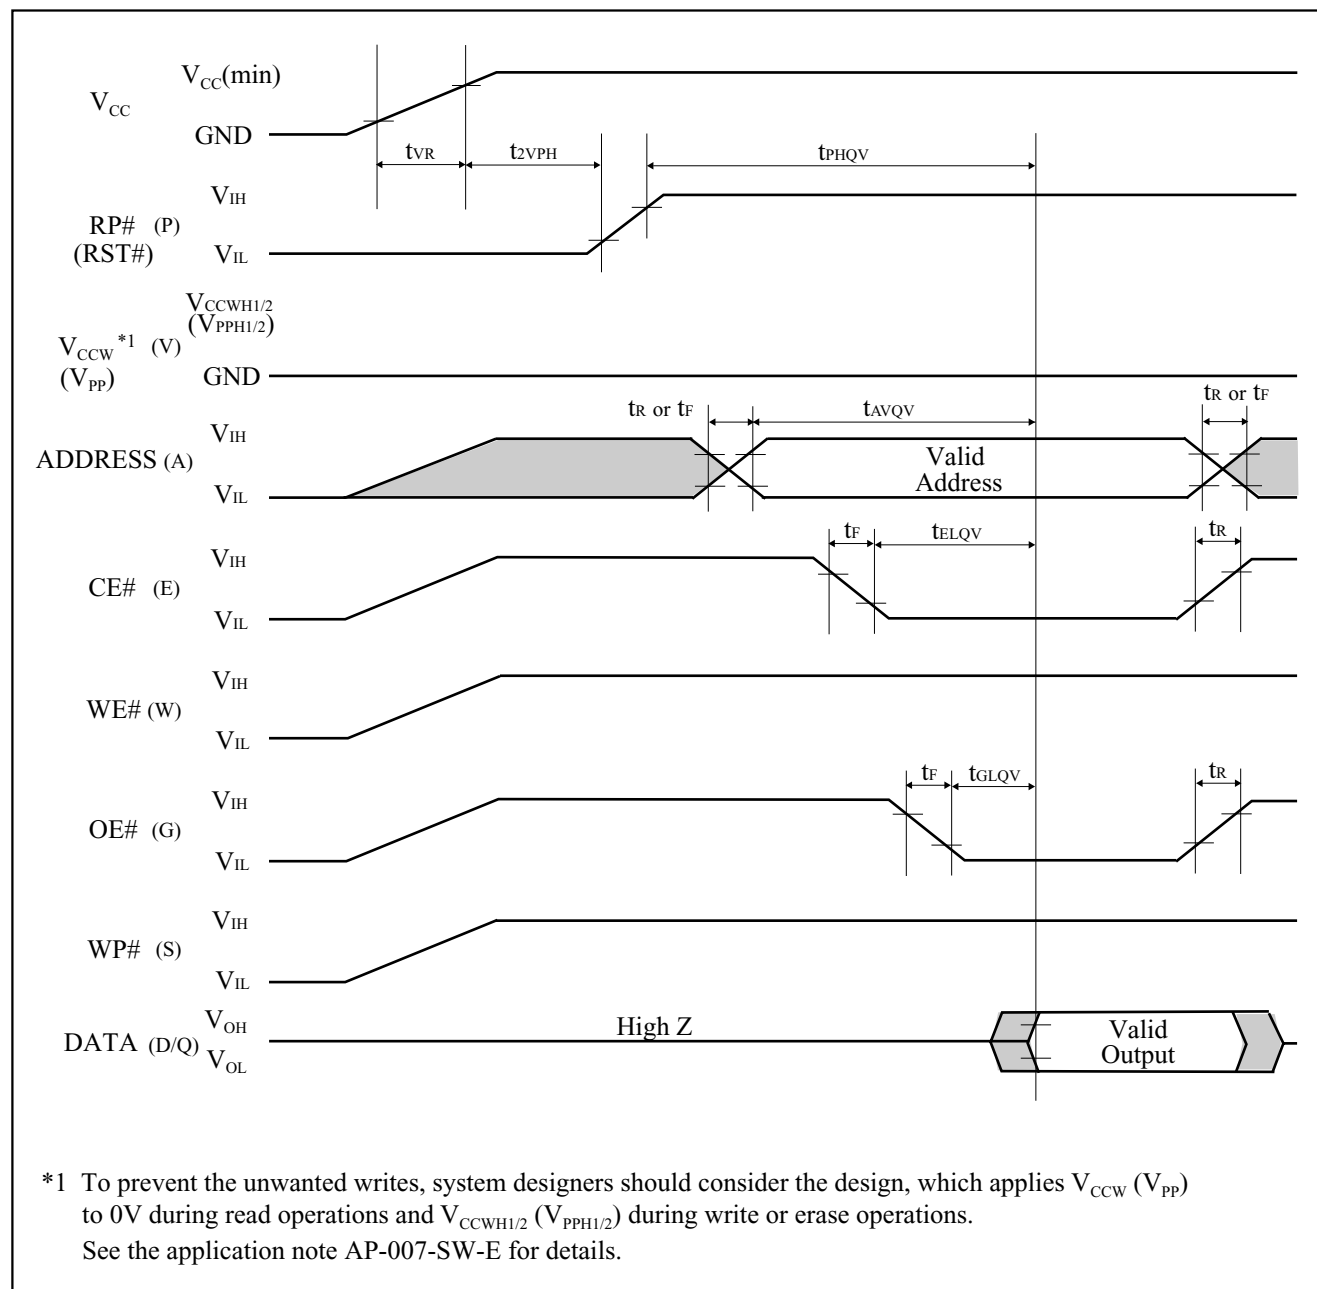 VCC(min)
VCC
GND
tVR
t2VPH
tPHQV
VIH
RP# (P)
(RST#)
VIL
VCCWH1/2
(VPPH1/2)
VCCW *1 (V)
(VPP)
GND
tR or tF
tAVQV
tR or tF
VIH
ADDRESS (A)
Valid
Address
VIL
tF
tELQV
tR
VIH
CE# (E)
VIL
VIH
WE# (W)
VIL
tF
tGLQV
tR
VIH
OE# (G)
VIL
VIH
WP# (S)
VIL
VOH
High Z
Valid
DATA (D/Q)
Output
VOL
*1 To prevent the unwanted writes, system designers should consider the design, which applies VCCW (VPP)
to 0V during read operations and VCCWH1/2 (VPPH1/2) during write or erase operations.
See the application note AP-007-SW-E for details.